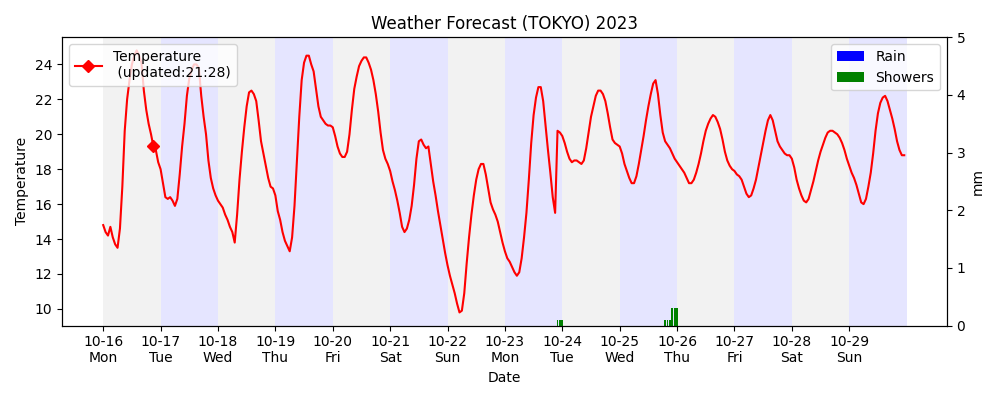 Weather Forecast (TOKYO) 2023
Temperature
(updated:21:28)
Rain
Showers
24
22
20
18
16
14
12
10
Temperature
5
4
3
2
1
0
mm
10-16 10-17 10-18 10-19 10-20 10-21 10-22 10-23 10-24 10-25 10-26 10-27 10-28 10-29
Mon Tue Wed Thu Fri Sat Sun Mon Tue Wed Thu Fri Sat Sun
Date